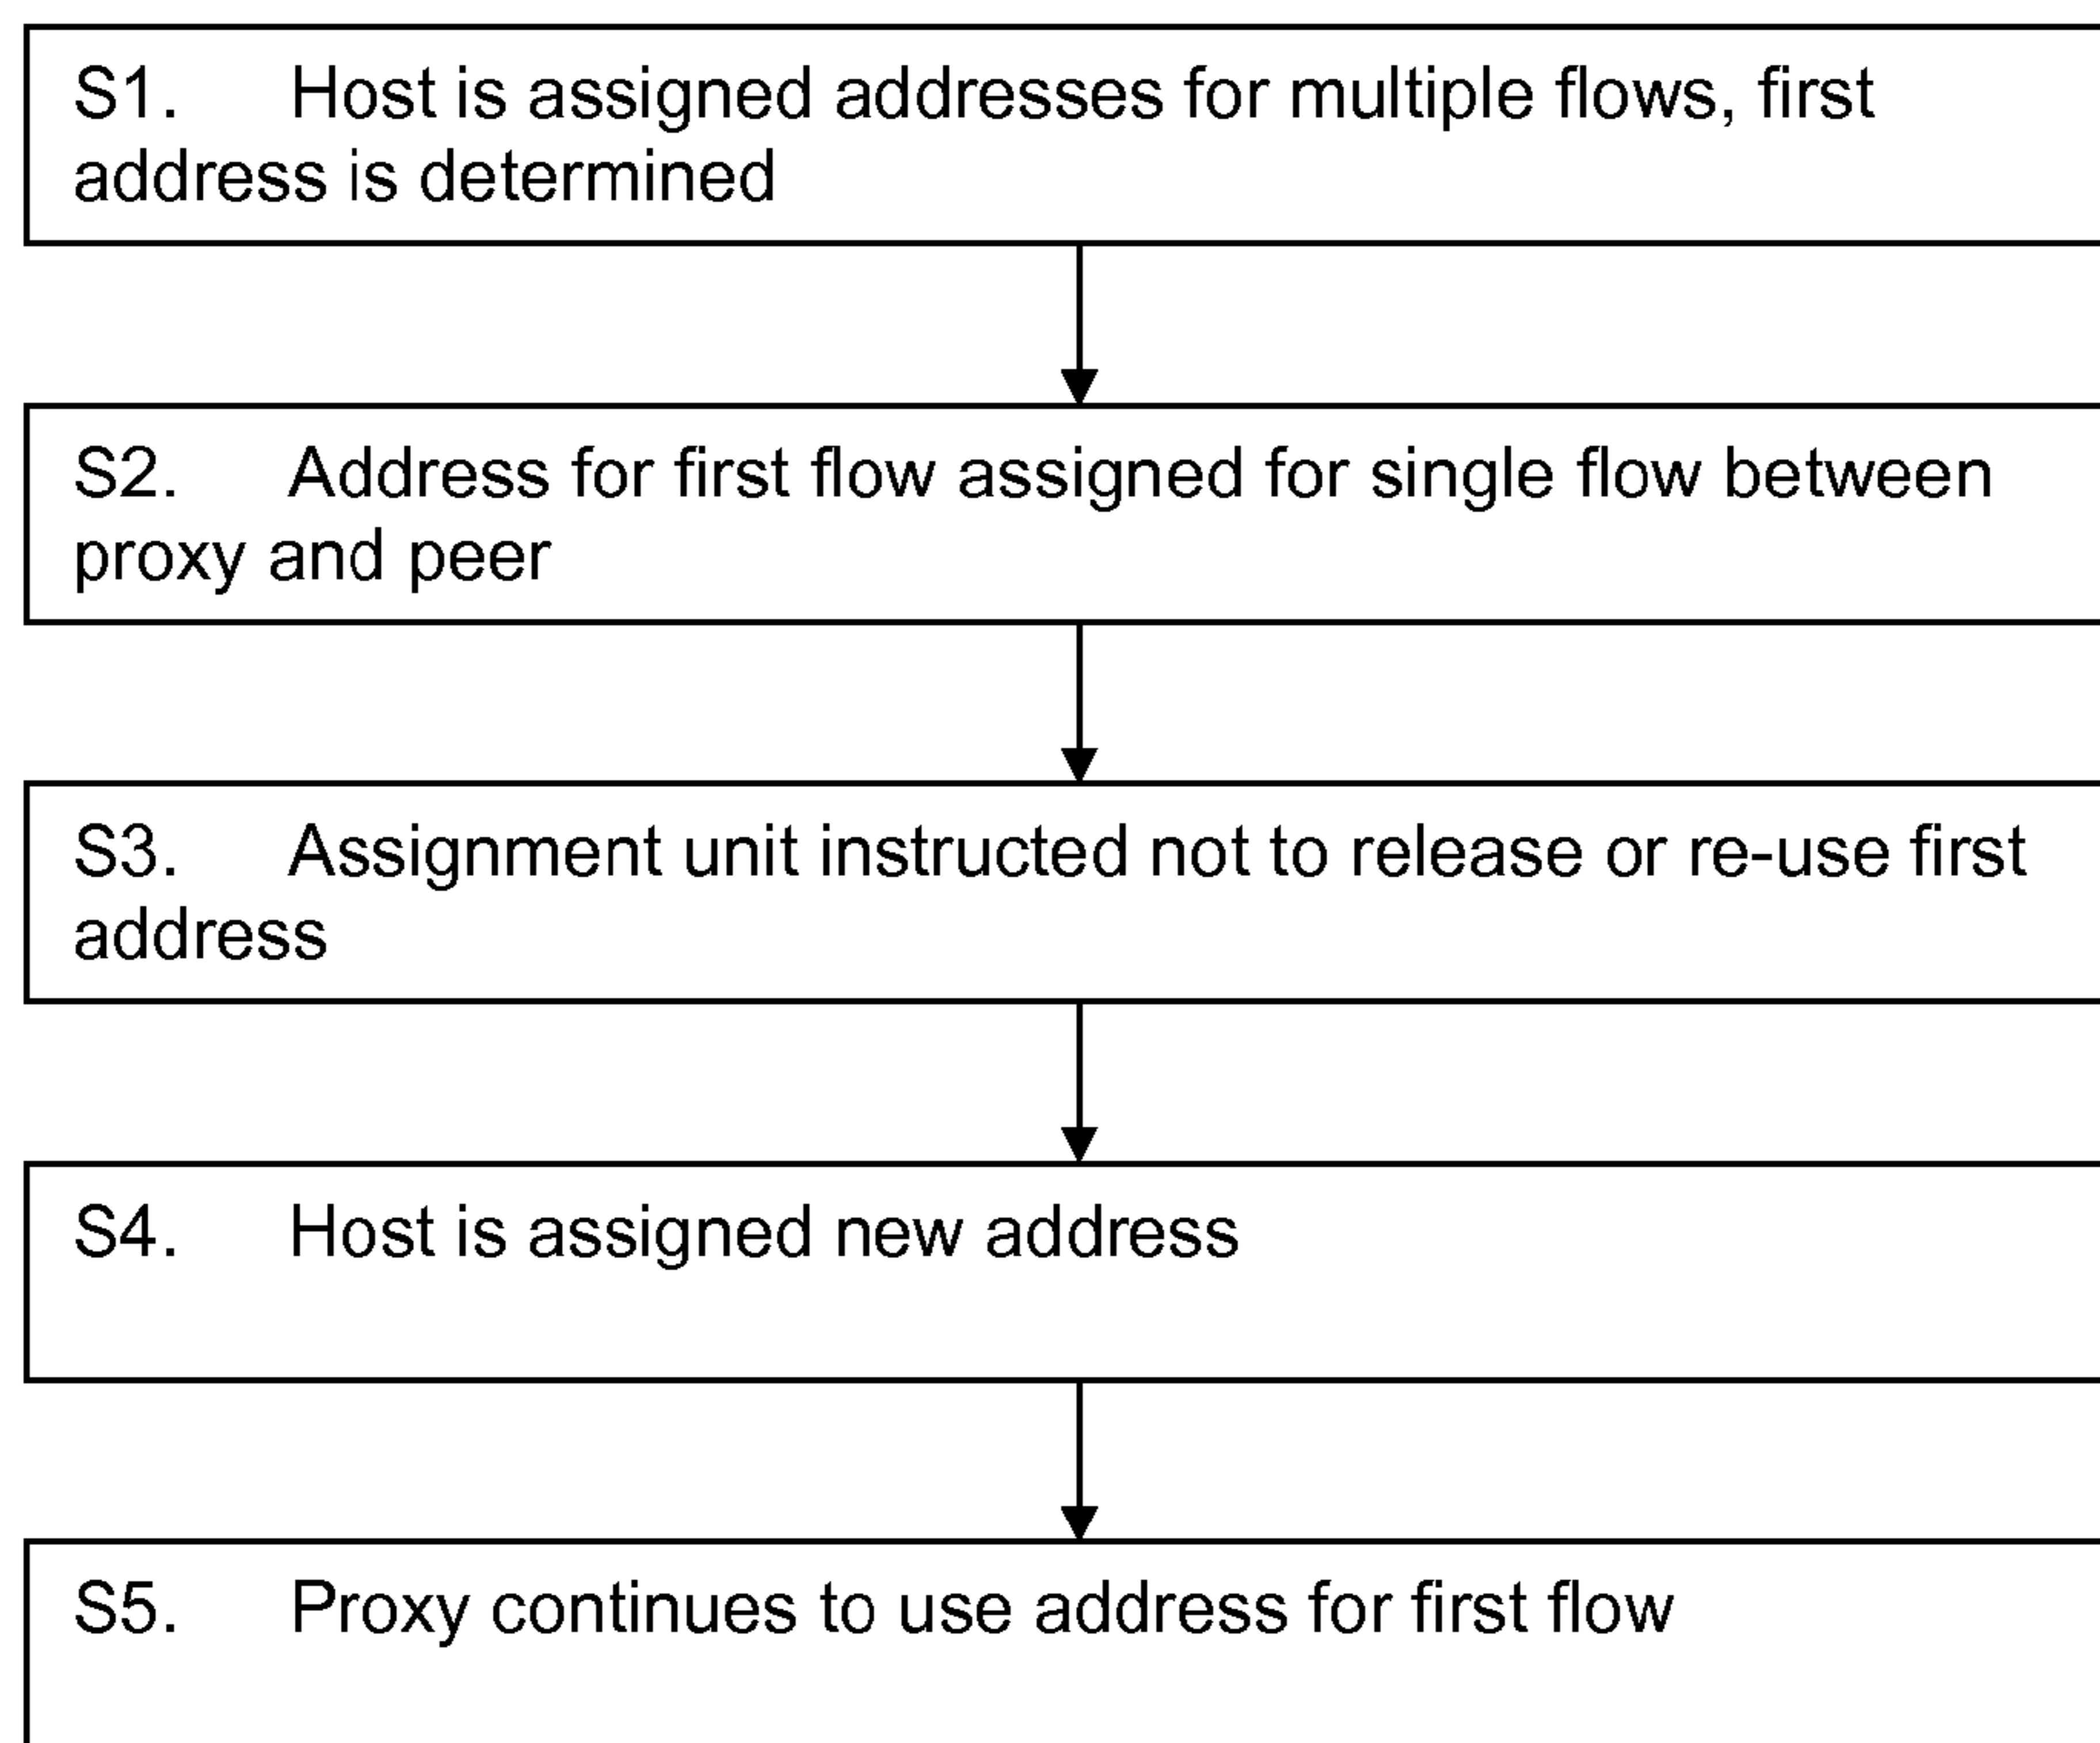 S1. Host is assigned addresses for multiple flows, first
address is determined
S2. Address for first flow assigned for single flow between
proxy and peer
S3. Assignment unit instructed not to release or re-use first
address
S4. Host is assigned new address
S5. Proxy continues to use address for first flow